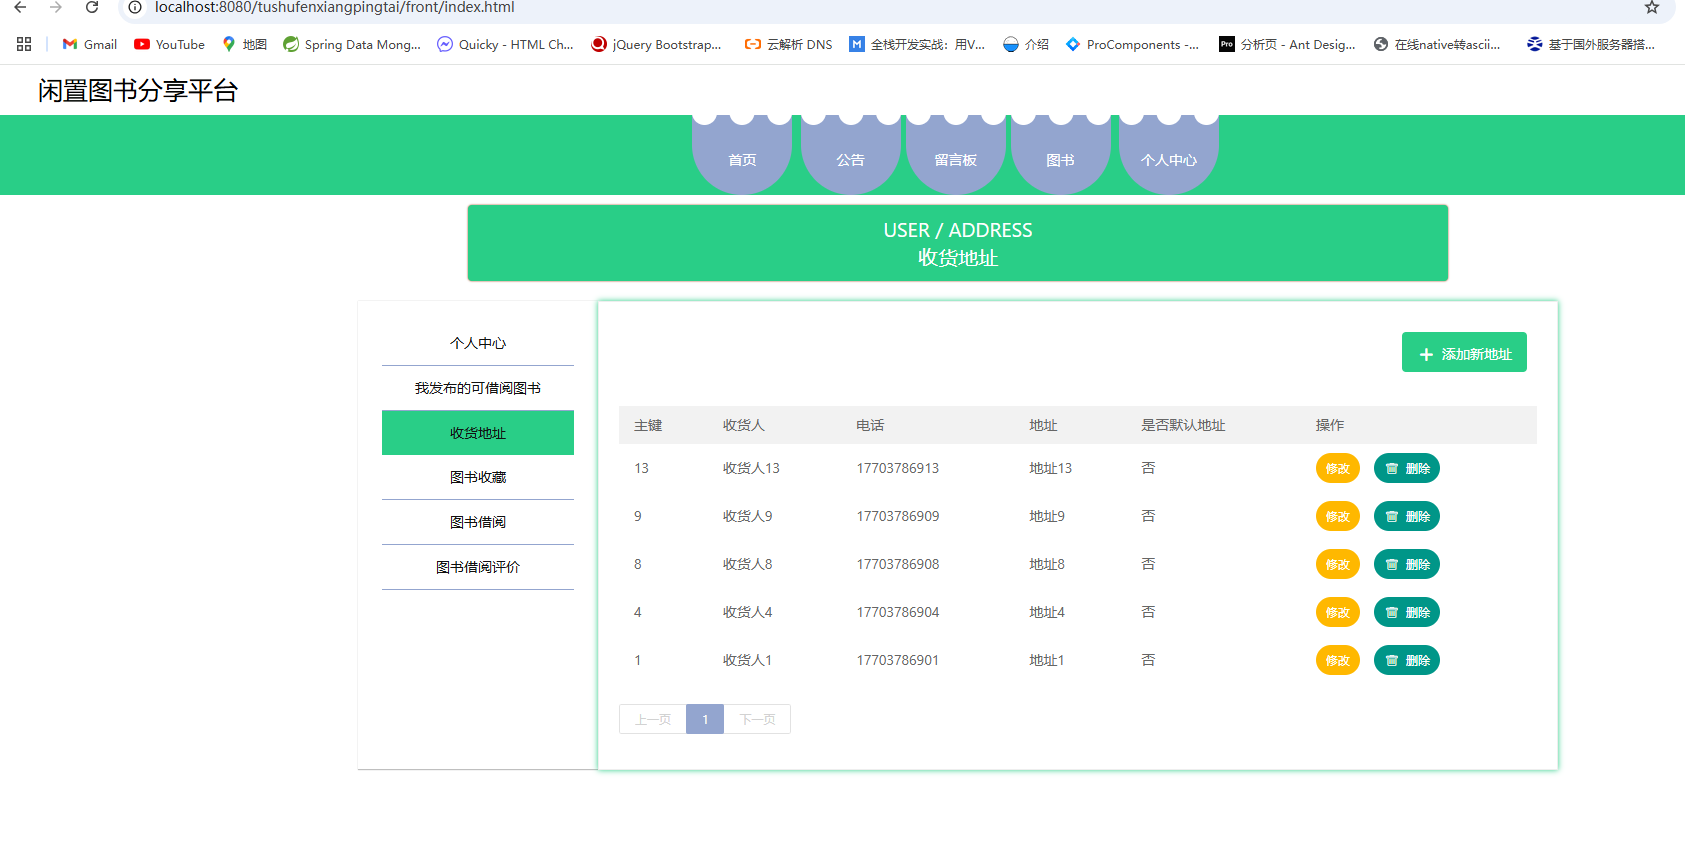 localhost:8080/tushufenxiangpingtai/front/index.html
Gmail YouTube 地图 Spring Data Mong... Quicky - HTML Ch... jQuery Bootstrap... 云解析 DNS 全栈开发实战：用V... 介绍 ProComponents -... Pro 分析页 - Ant Desig... 在线native转ascii... 基于国外服务器搭...
闲置图书分享平台
首页 公告 留言板 图书 个人中心
USER / ADDRESS
收货地址
个人中心
我发布的可借阅图书
收货地址
图书收藏
图书借阅
图书借阅评价
添加新地址
主键 收货人 电话 地址 是否默认地址 操作
13 收货人13 17703786913 地址13 否 修改 删除
9 收货人9 17703786909 地址9 否 修改 删除
8 收货人8 17703786908 地址8 否 修改 删除
4 收货人4 17703786904 地址4 否 修改 删除
1 收货人1 17703786901 地址1 否 修改 删除
上一页 1 下一页